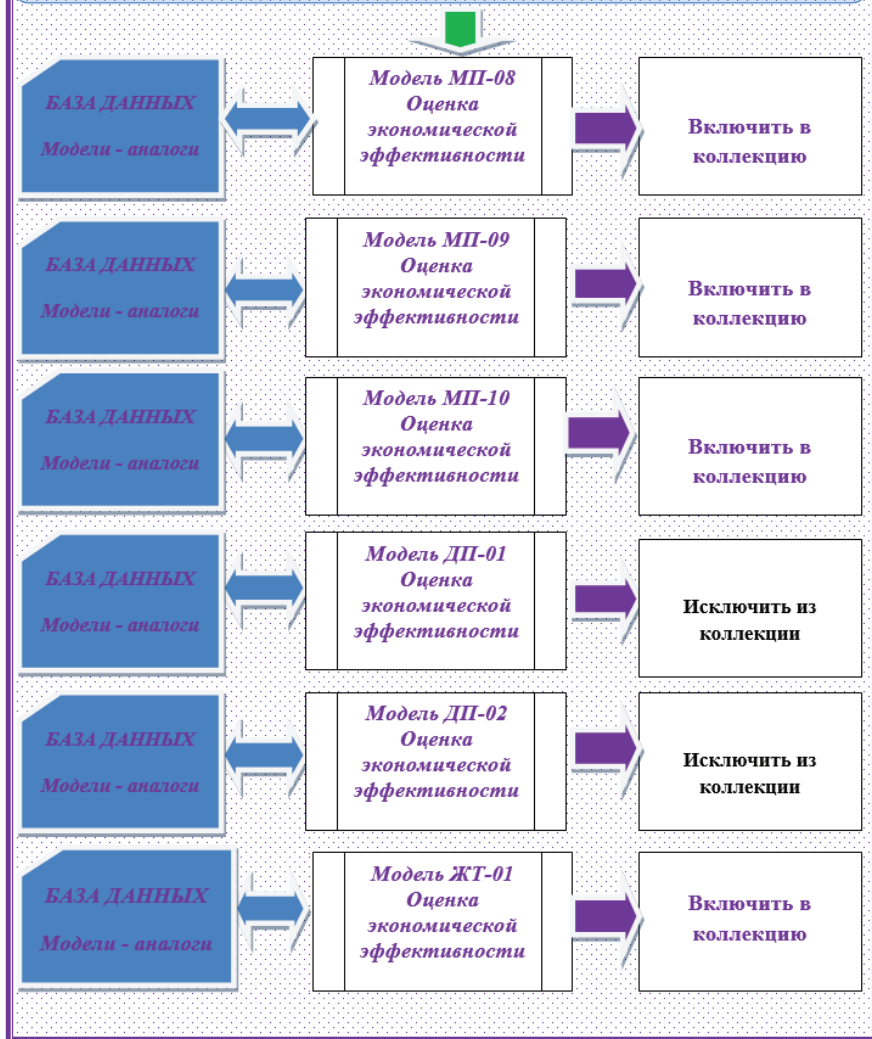 БАЗА ДАННЫХ
Модели - аналоги
Модель МП-08
Оценка
экономической
эффективности
Включить в
коллекцию
БАЗА ДАННЫХ
Модели - аналоги
Модель МП-09
Оценка
экономической
эффективности
Включить в
коллекцию
БАЗА ДАННЫХ
Модели - аналоги
Модель МП-10
Оценка
экономической
эффективности
Включить в
коллекцию
БАЗА ДАННЫХ
Модели - аналоги
Модель ДП-01
Оценка
экономической
эффективности
Исключить из
коллекции
БАЗА ДАННЫХ
Модели - аналоги
Модель ДП-02
Оценка
экономической
эффективности
Исключить из
коллекции
БАЗА ДАННЫХ
Модели - аналоги
Модель ЖТ-01
Оценка
экономической
эффективности
Включить в
коллекцию